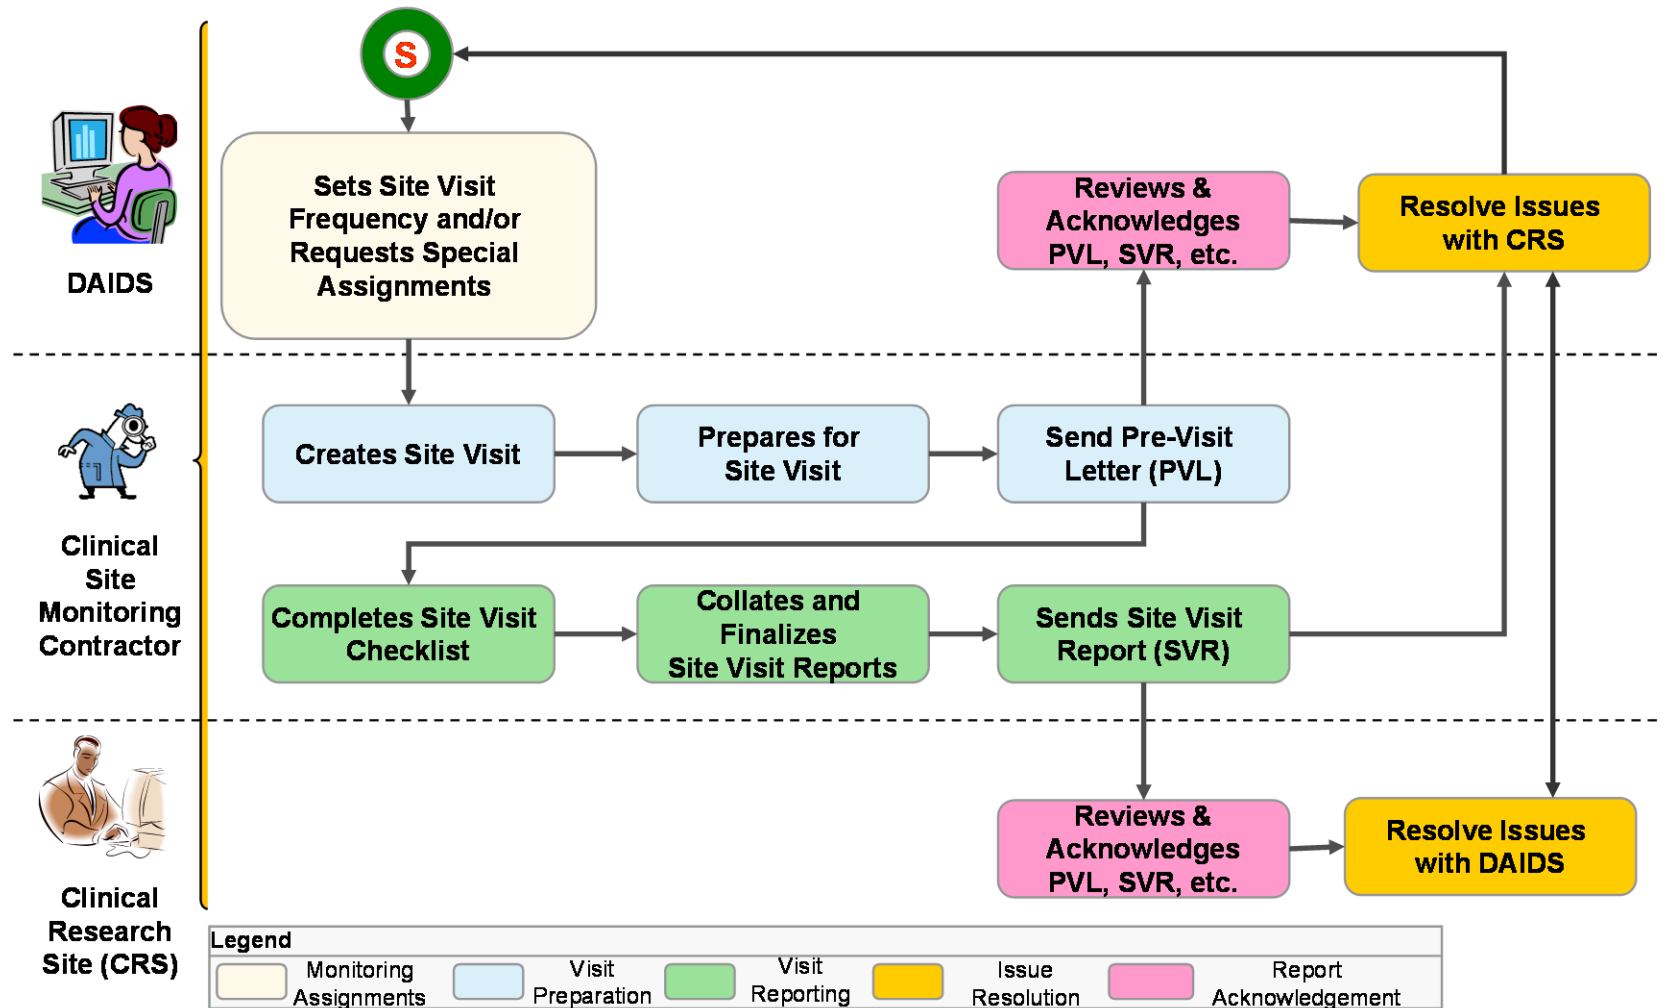 S
Sets Site Visit
Frequency and/or
Requests Special
Assignments
Reviews &
Acknowledges
PVL, SVR, etc.
Resolve Issues
with CRS
DAIDS
Creates Site Visit
Prepares for
Site Visit
Send Pre-Visit
Letter (PVL)
Clinical
Site
Monitoring
Contractor
Completes Site Visit
Checklist
Collates and
Finalizes
Site Visit Reports
Sends Site Visit
Report (SVR)
Reviews &
Acknowledges
PVL, SVR, etc.
Resolve Issues
with DAIDS
Clinical
Research
Site (CRS)
Legend
Monitoring
Assignments
Visit
Preparation
Visit
Reporting
Issue
Resolution
Report
Acknowledgement